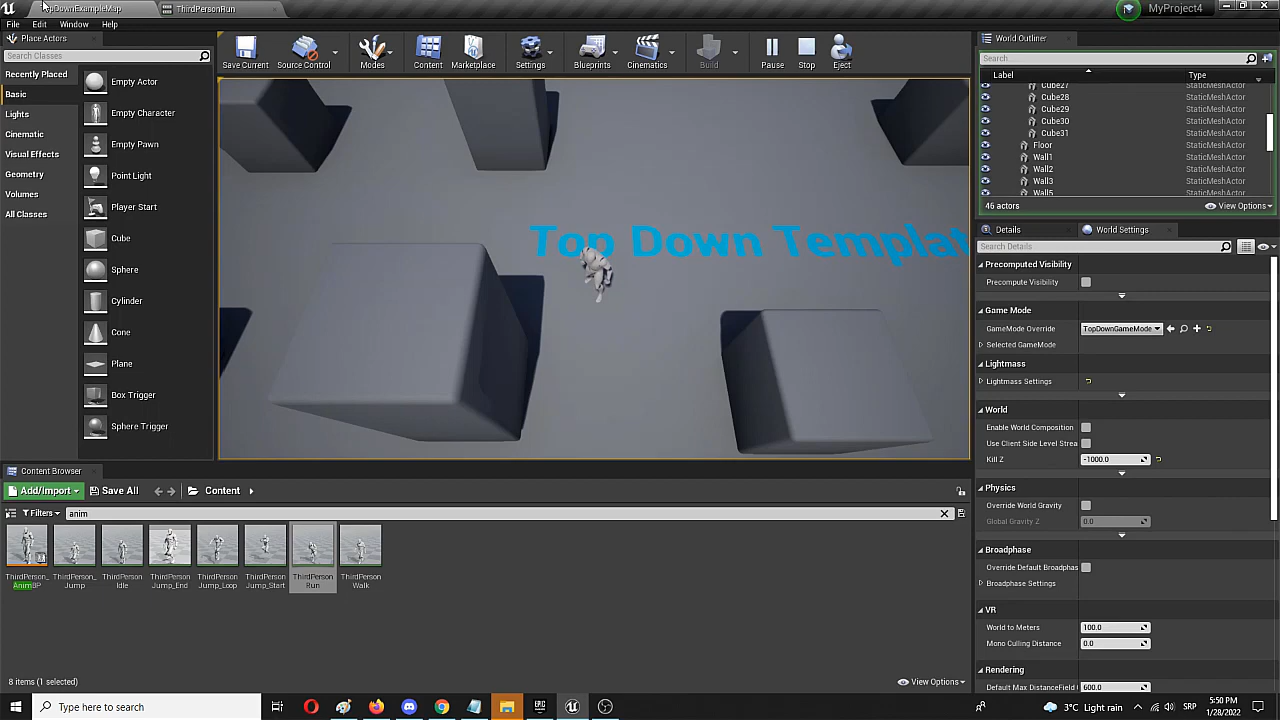 TopDownExampleMap ThirdPersonRun MyProject4
File Edit Window Help
Place Actors
Search Classes
Recently Placed
Basic
Lights
Cinematic
Visual Effects
Geometry
Volumes
All Classes
Empty Actor
Empty Character
Empty Pawn
Point Light
Player Start
Cube
Sphere
Cylinder
Cone
Plane
Box Trigger
Sphere Trigger
Save Current Source Control Modes Content Marketplace Settings Blueprints Cinematics Build Pause Stop Eject
Top Down Templat
World Outliner
Search...
Label Type
Cube27 StaticMeshActor
Cube28 StaticMeshActor
Cube29 StaticMeshActor
Cube30 StaticMeshActor
Cube31 StaticMeshActor
Floor StaticMeshActor
Wall1 StaticMeshActor
Wall2 StaticMeshActor
Wall3 StaticMeshActor
Wall5 StaticMeshActor
46 actors View Options
Details World Settings
Search Details
Precomputed Visibility
Precompute Visibility
Game Mode
GameMode Override TopDownGameMode
Selected GameMode
Lightmass
Lightmass Settings
World
Enable World Composition
Use Client Side Level Strea
Kill Z -1000.0
Physics
Override World Gravity
Global Gravity Z 0.0
Broadphase
Override Default Broadphas
Broadphase Settings
VR
World to Meters 100.0
Mono Culling Distance 0.0
Rendering
Default Max DistanceField 600.0
Content Browser
Add/Import Save All Content
Filters anim
ThirdPerson_
AnimBP
ThirdPerson_
Jump
ThirdPerson
Idle
ThirdPerson
Jump_End
ThirdPerson
Jump_Loop
ThirdPerson
Jump_Start
ThirdPerson
Run
ThirdPerson
Walk
8 items (1 selected) View Options
Type here to search
EPIC
3°C Light rain SRP 5:50 PM
1/28/2022